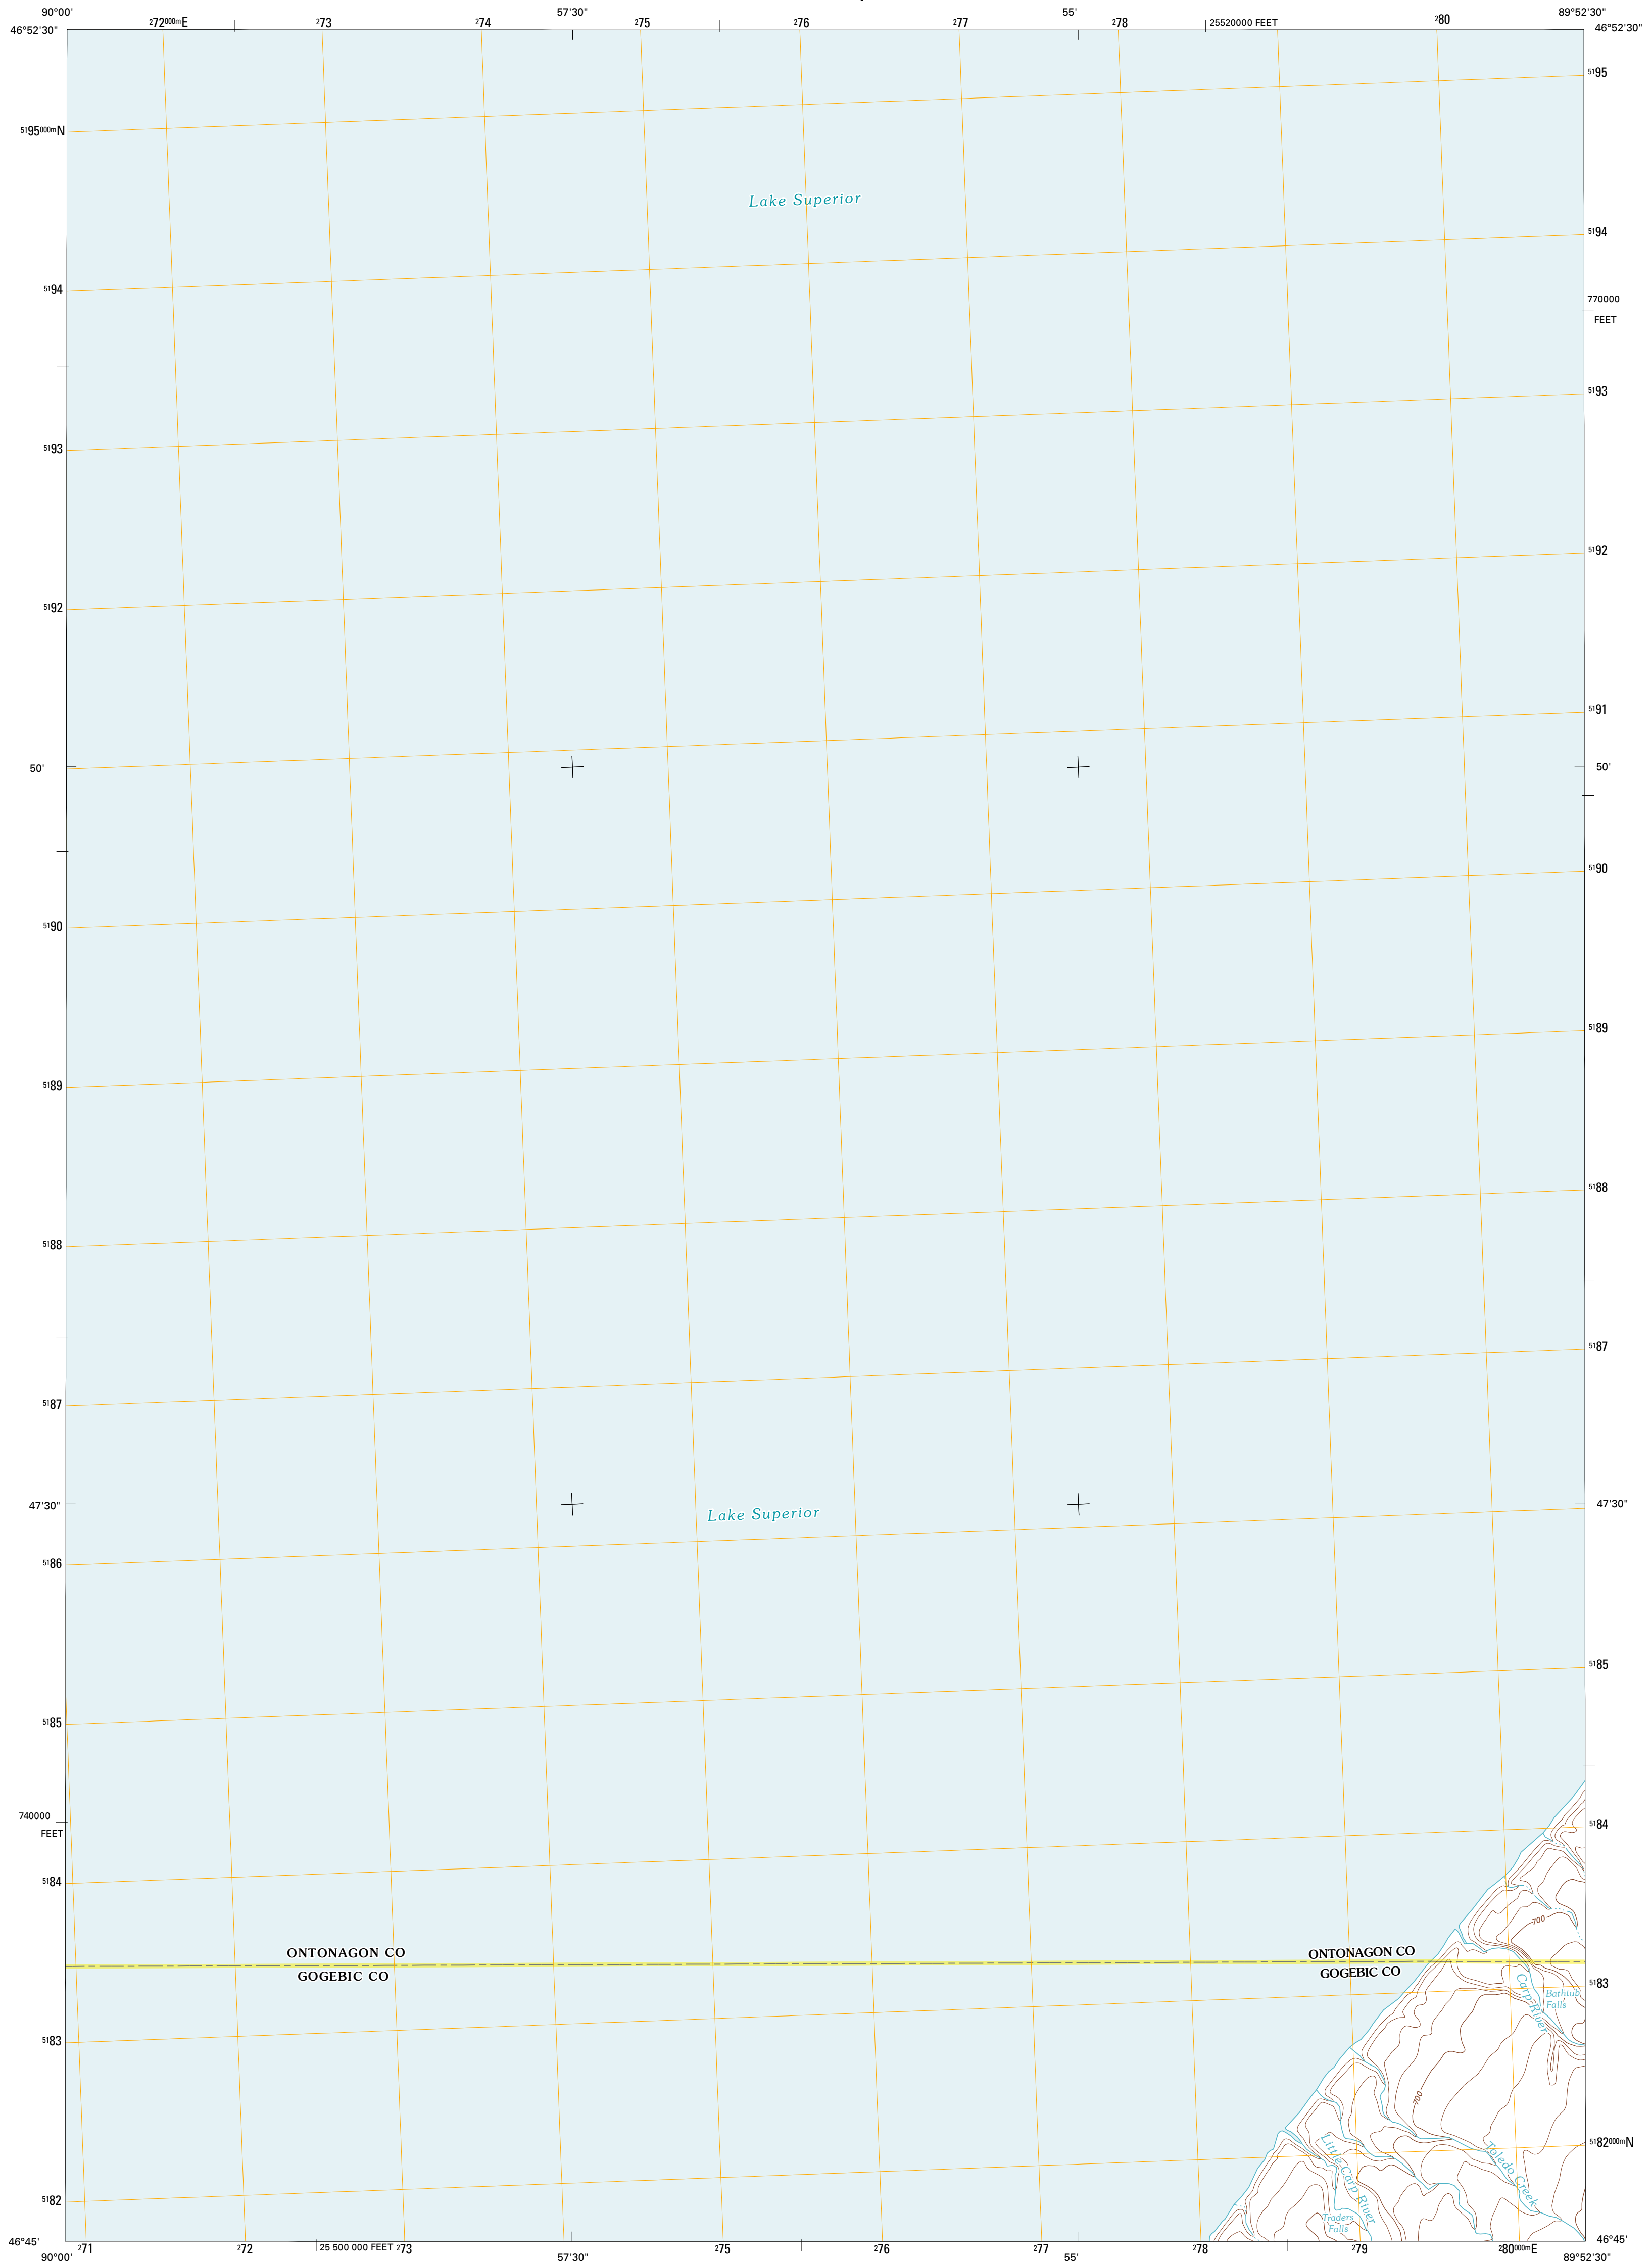 90°00' 272000mE 273 274 57'30" 275 276 277 55' 278 25520000 FEET 280 89°52'30"
46°52'30" 46°52'30"
5195
5195000mN
Lake Superior
5194
5194
770000
FEET
5193
5193
5192
5192
5191
50' 50'
5190
5190
5189
5189
5188
5188
5187
5187
47'30" 47'30"
Lake Superior
5186
5185
5185
740000
FEET
5184
5184
700
ONTONAGON CO ONTONAGON CO
GOGEBIC CO GOGEBIC CO
5183
Carp River
Bathtub
Falls
5183
700
5182000mN
Little Carp River
Toledo Creek
5182
Traders
Falls
46°45' 46°45'
271 272 25 500 000 FEET 273 275 276 277 278 279 280000mE
90°00' 57'30" 55' 89°52'30"